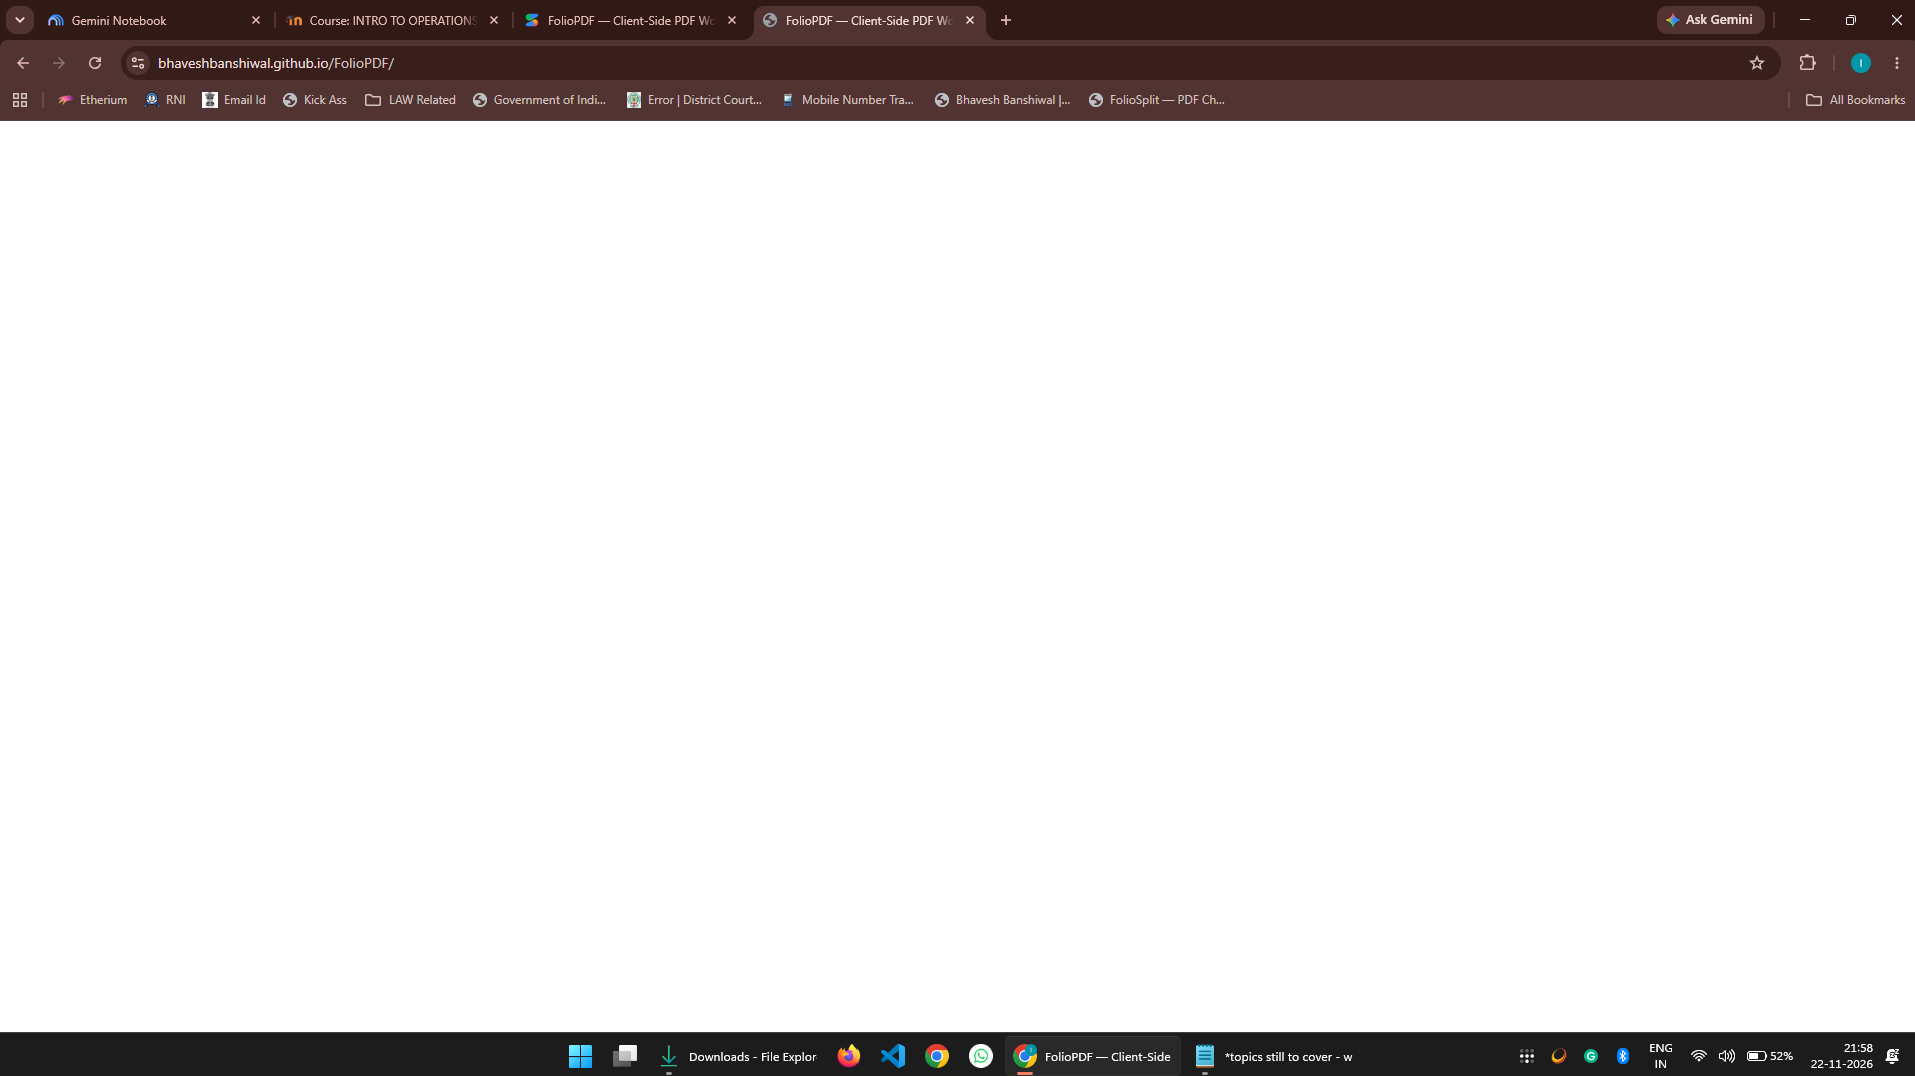 Gemini Notebook
Course: INTRO TO OPERATIONS
FolioPDF — Client-Side PDF Wo
FolioPDF — Client-Side PDF Wo
Ask Gemini
bhaveshbanshiwal.github.io/FolioPDF/
I
Etherium
RNI
Email Id
Kick Ass
LAW Related
Government of Indi...
Error | District Court...
Mobile Number Tra...
Bhavesh Banshiwal |...
FolioSplit — PDF Ch...
All Bookmarks
Downloads - File Explor
FolioPDF — Client-Side
*topics still to cover - w
ENG
IN
52%
21:58
22-11-2026